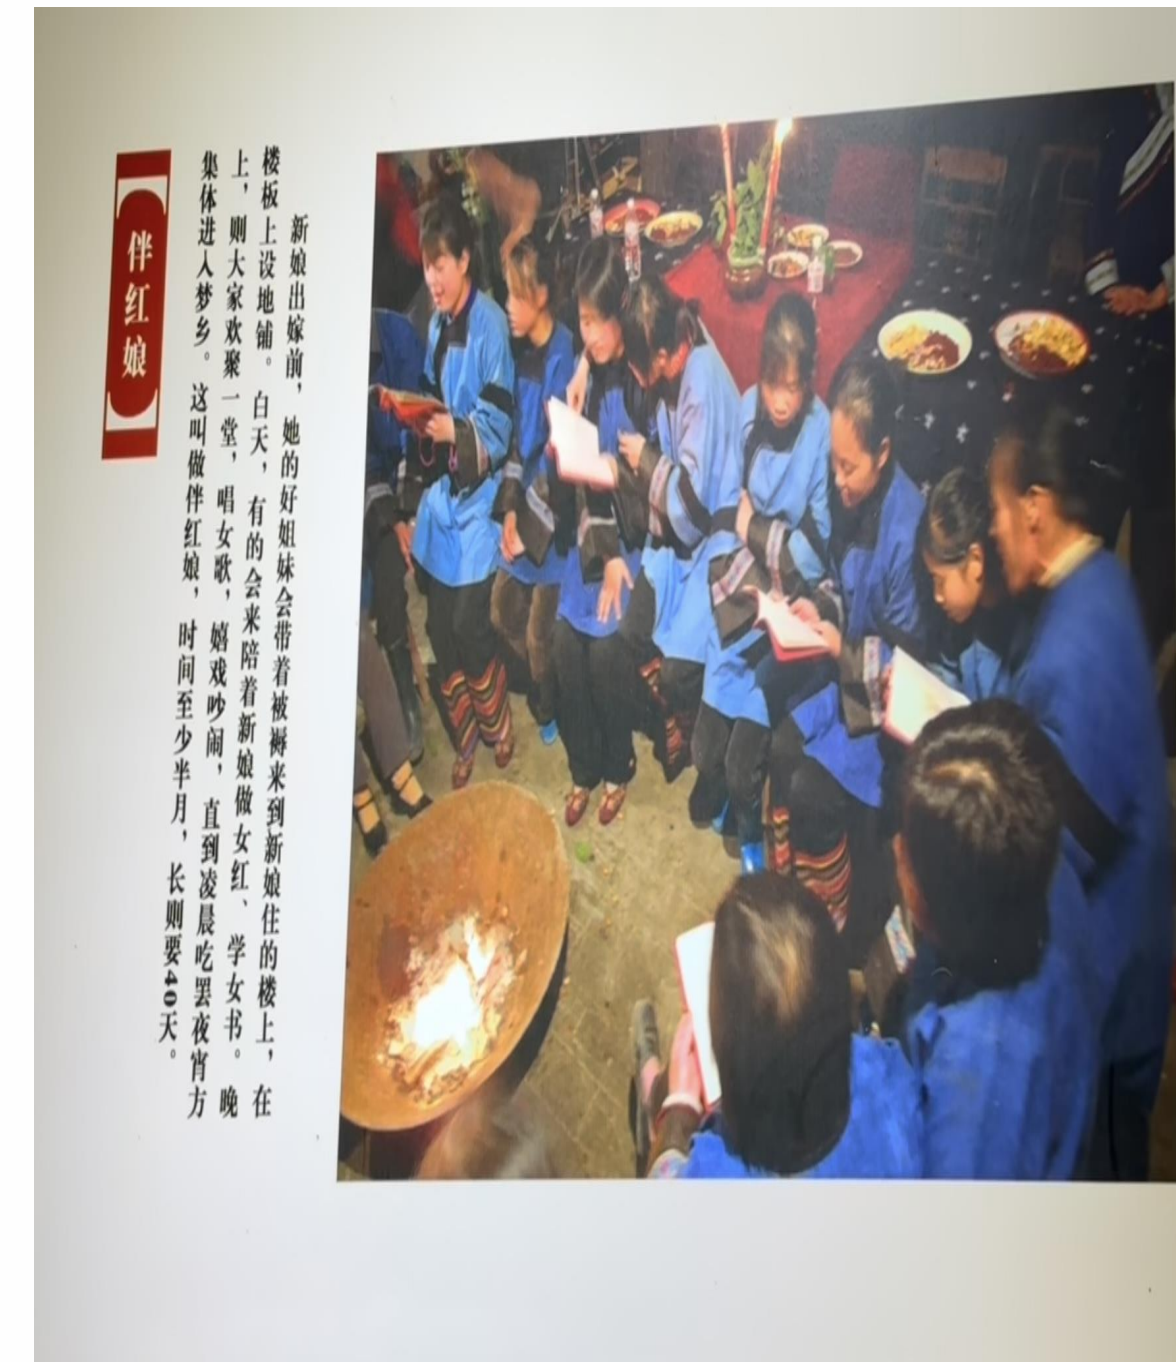 伴红娘
新娘出嫁前，她的好姐妹会带着被褥来到新娘住的楼上，在
楼板上设地铺。白天，有的会来陪着新娘做女红、学女书。晚
上，则大家欢聚一堂，唱女歌，嬉戏吵闹，直到凌晨吃罢夜宵方
集体进入梦乡。这叫做伴红娘，时间至少半月，长则要40天。